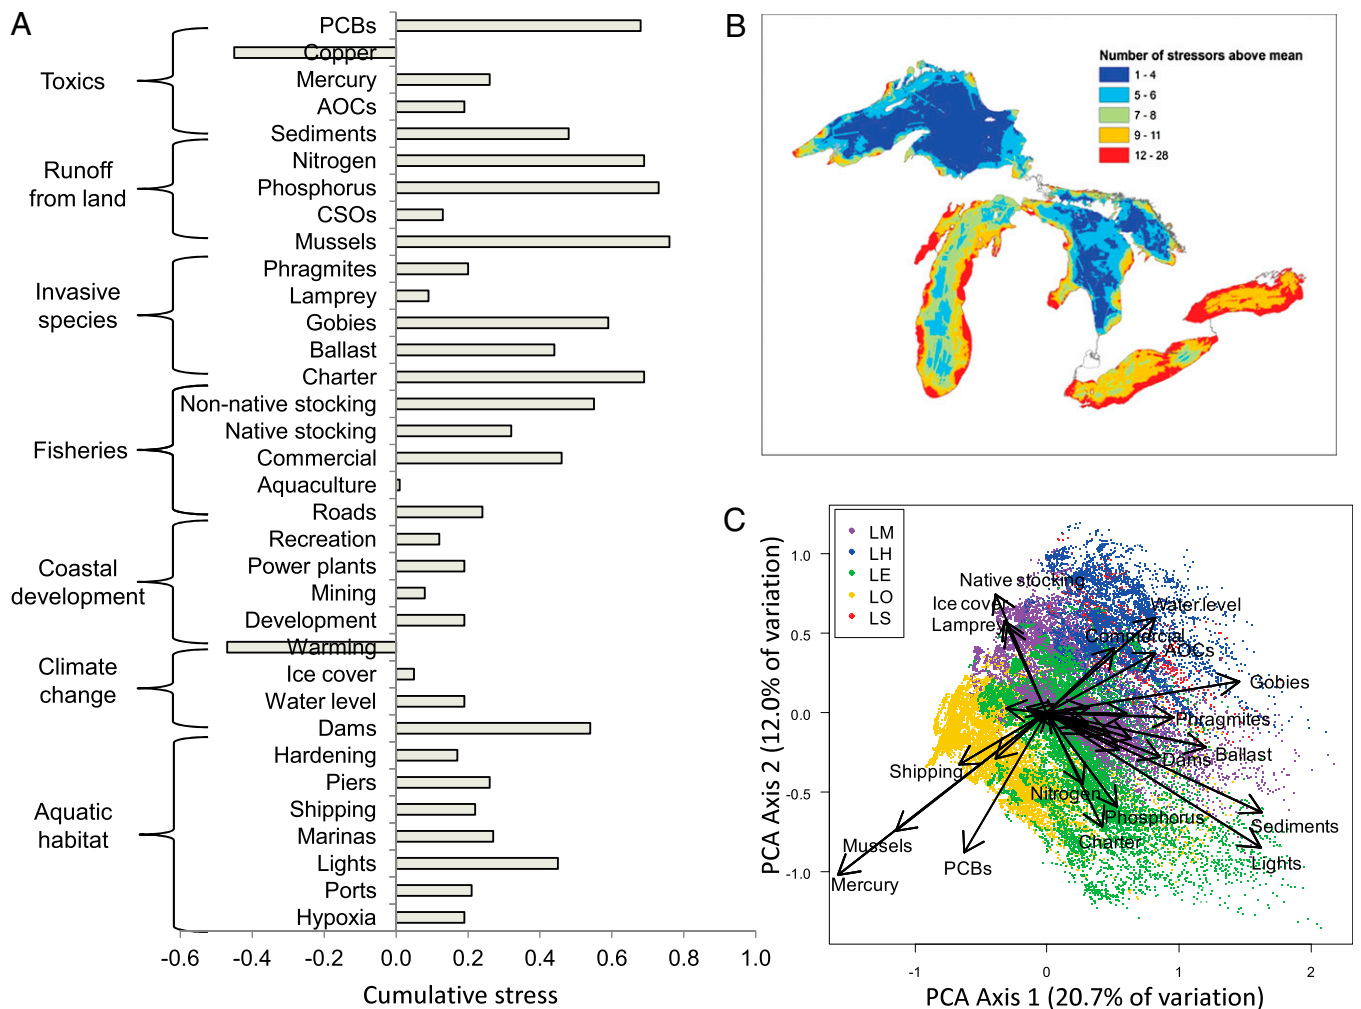 A
Toxics
Runoff
from land
Invasive
species
Fisheries
Coastal
development
Climate
change
Aquatic
habitat
PCBs
Copper
Mercury
AOCs
Sediments
Nitrogen
Phosphorus
CSOs
Mussels
Phragmites
Lamprey
Gobies
Ballast
Charter
Non-native stocking
Native stocking
Commercial
Aquaculture
Roads
Recreation
Power plants
Mining
Development
Warming
Ice cover
Water level
Dams
Hardening
Piers
Shipping
Marinas
Lights
Ports
Hypoxia
-0.6 -0.4 -0.2 0.0 0.2 0.4 0.6 0.8 1.0
Cumulative stress
B
Number of stressors above mean
1 - 4
5 - 6
7 - 8
9 - 11
12 - 28
C
LM
LH
LE
LO
LS
PCA Axis 2 (12.0% of variation)
1.0
0.5
0.0
-0.5
-1.0
Native stocking
Ice cover
Lamprey
Water level
Commercial
AOCs
Gobies
Phragmites
Ballast
Dams
Shipping
Nitrogen
Phosphorus
Sediments
Charter
Mussels
Lights
PCBs
Mercury
-1 0 1 2
PCA Axis 1 (20.7% of variation)